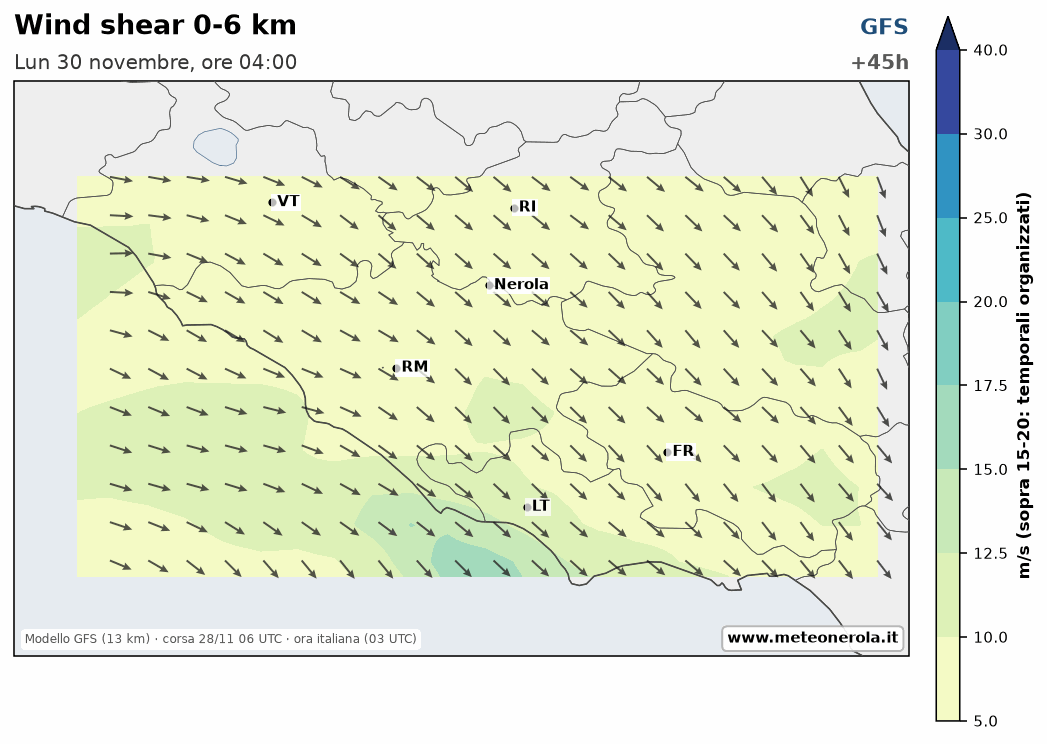 Wind shear 0-6 km
GFS
Lun 30 novembre, ore 04:00
+45h
VT
RI
Nerola
RM
FR
LT
40.0
30.0
25.0
20.0
17.5
15.0
12.5
10.0
5.0
m/s (sopra 15-20: temporali organizzati)
Modello GFS (13 km) · corsa 28/11 06 UTC · ora italiana (03 UTC)
www.meteonerola.it